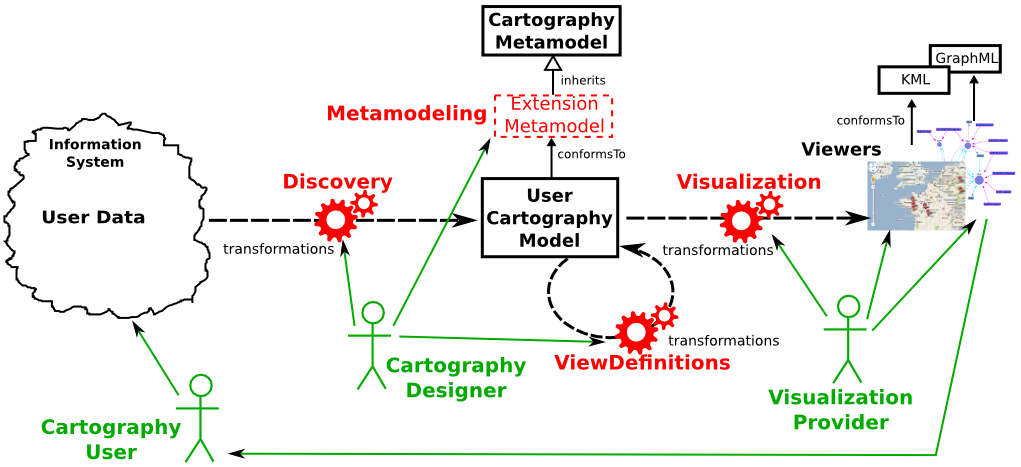 Cartography
Metamodel
GraphML
KML
inherits
Extension
Metamodel
Metamodeling
conformsTo
Viewers
conformsTo
Information
System
User Data
Discovery
transformations
User
Cartography
Model
Visualization
transformations
transformations
ViewDefinitions
Cartography
Designer
Visualization
Provider
Cartography
User